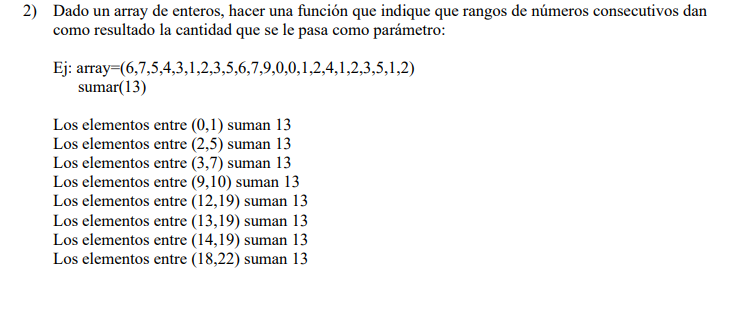 2) Dado un array de enteros, hacer una función que indique que rangos de números consecutivos dan
como resultado la cantidad que se le pasa como parámetro:
Ej: array=(6,7,5,4,3,1,2,3,5,6,7,9,0,0,1,2,4,1,2,3,5,1,2)
sumar(13)
Los elementos entre (0,1) suman 13
Los elementos entre (2,5) suman 13
Los elementos entre (3,7) suman 13
Los elementos entre (9,10) suman 13
Los elementos entre (12,19) suman 13
Los elementos entre (13,19) suman 13
Los elementos entre (14,19) suman 13
Los elementos entre (18,22) suman 13